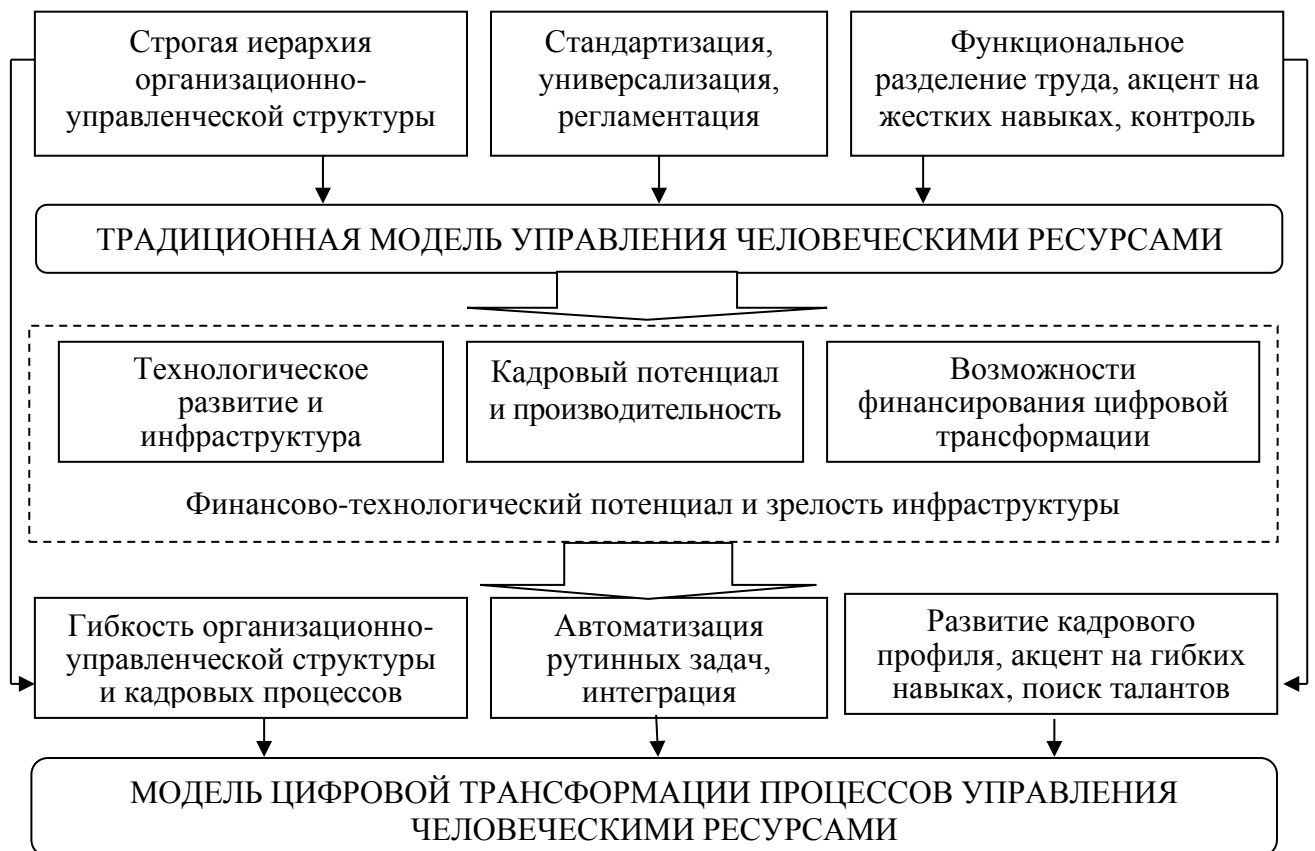 Строгая иерархия
организационно-
управленческой структуры
Стандартизация,
универсализация,
регламентация
Функциональное
разделение труда, акцент на
жестких навыках, контроль
ТРАДИЦИОННАЯ МОДЕЛЬ УПРАВЛЕНИЯ ЧЕЛОВЕЧЕСКИМИ РЕСУРСАМИ
Технологическое
развитие и
инфраструктура
Кадровый потенциал
и производительность
Возможности
финансирования цифровой
трансформации
Финансово-технологический потенциал и зрелость инфраструктуры
Гибкость организационно-
управленческой структуры
и кадровых процессов
Автоматизация
рутинных задач,
интеграция
Развитие кадрового
профиля, акцент на гибких
навыках, поиск талантов
МОДЕЛЬ ЦИФРОВОЙ ТРАНСФОРМАЦИИ ПРОЦЕССОВ УПРАВЛЕНИЯ
ЧЕЛОВЕЧЕСКИМИ РЕСУРСАМИ